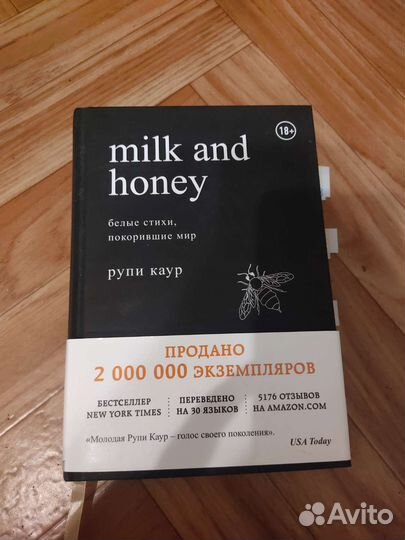 18+
milk and
honey
белые стихи,
покорившие мир
рупи каур
ПРОДАНО
2 000 000 ЭКЗЕМПЛЯРОВ
БЕСТСЕЛЛЕР
NEW YORK TIMES
ПЕРЕВЕДЕНО
НА 30 ЯЗЫКОВ
5176 ОТЗЫВОВ
НА AMAZON.COM
«Молодая Рупи Каур – голос своего поколения».
USA Today
Avito